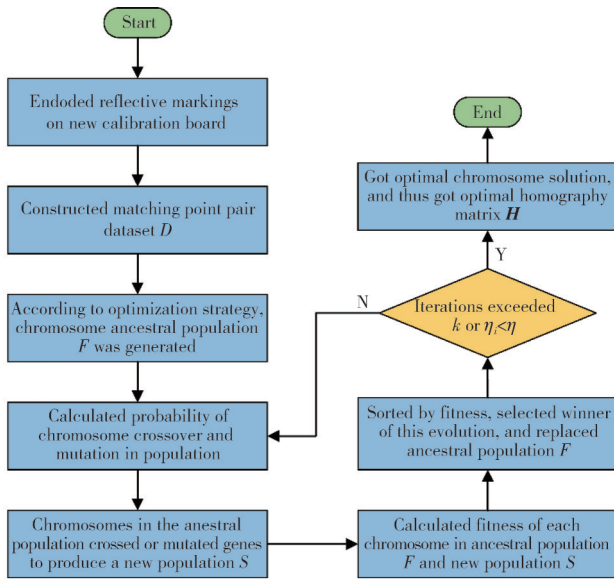 Start
Endoded reflective markings
on new calibration board
Constructed matching point pair
dataset D
According to optimization strategy,
chromosome ancestral population
F was generated
Calculated probability of
chromosome crossover and
mutation in population
Chromosomes in the anestral
population crossed or mutated genes
to produce a new population S
Calculated fitness of each
chromosome in ancestral population
F and new population S
Sorted by fitness, selected winner
of this evolution, and replaced
ancestral population F
Iterations exceeded
k or ηᵢ<η
N
Y
Got optimal chromosome solution,
and thus got optimal homography
matrix H
End